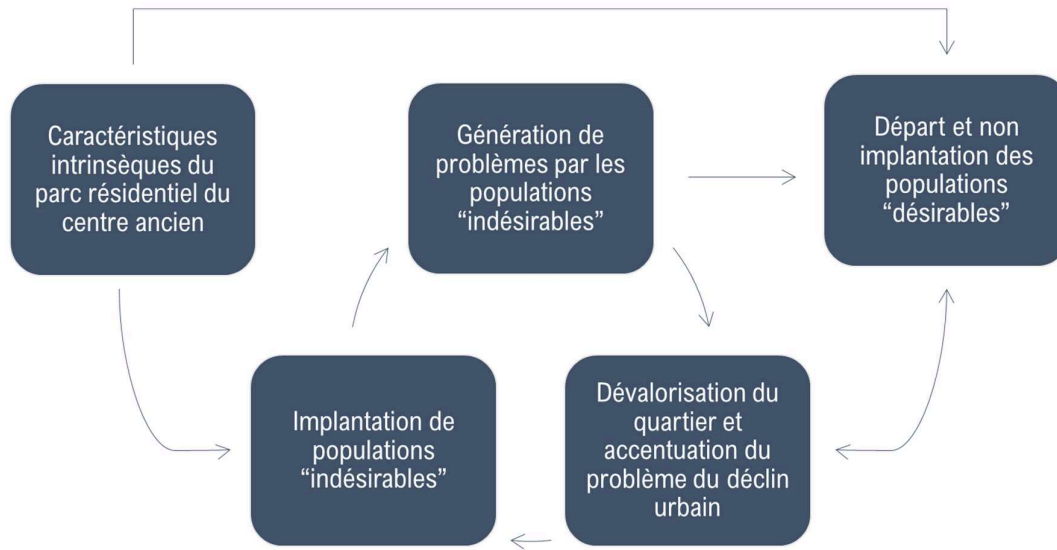 Caractéristiques
intrinsèques du
parc résidentiel du
centre ancien
Génération de
problèmes par les
populations
“indésirables”
Départ et non
implantation des
populations
“désirables”
Implantation de
populations
“indésirables”
Dévalorisation du
quartier et
accentuation du
problème du déclin
urbain